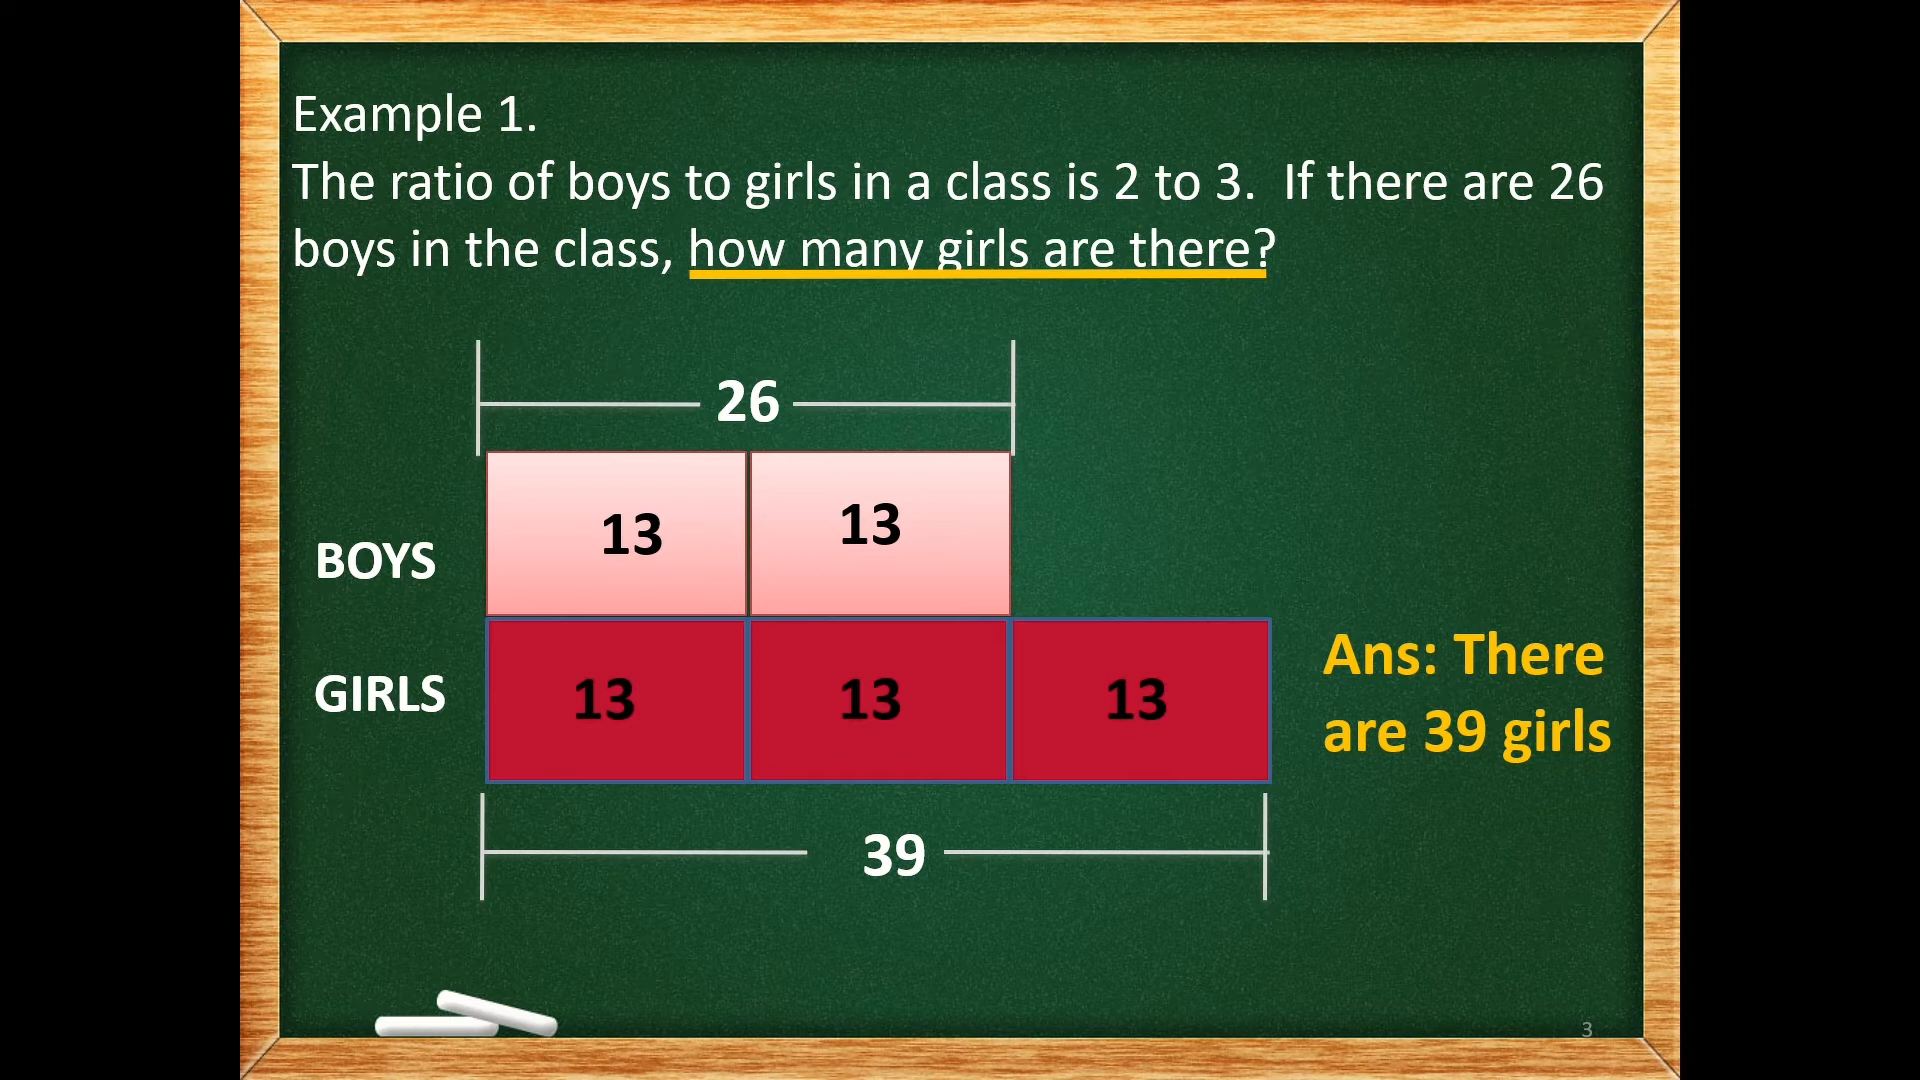 Example 1.
The ratio of boys to girls in a class is 2 to 3.  If there are 26
boys in the class, how many girls are there?
26
13 13
BOYS
GIRLS
13 13 13
Ans: There
are 39 girls
39
3